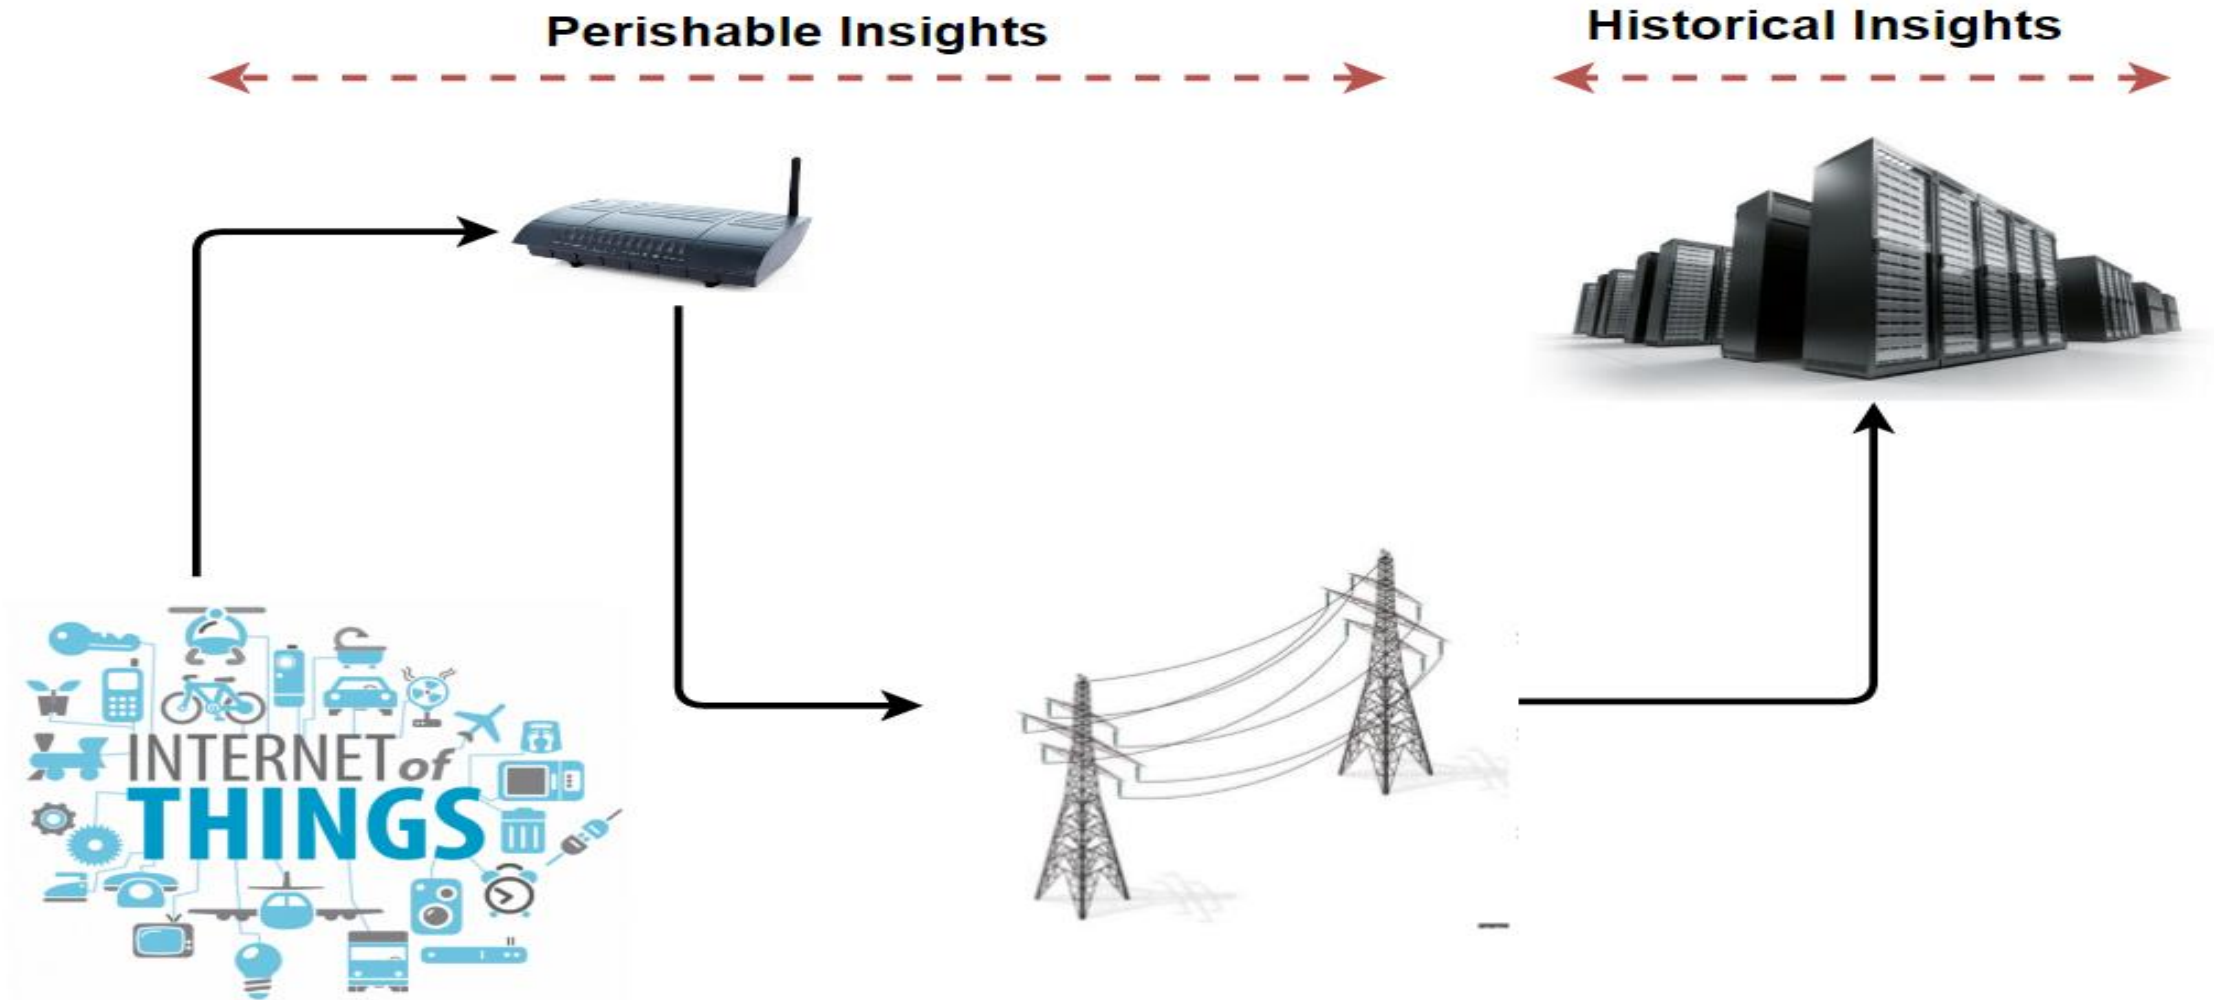 Perishable Insights
Historical Insights
INTERNET of
THINGS